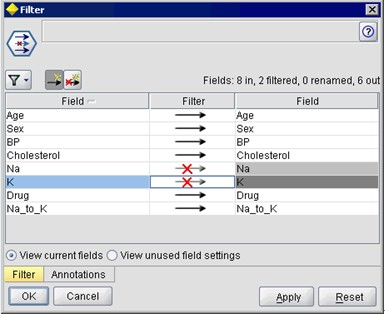 Filter
Fields: 8 in, 2 filtered, 0 renamed, 6 out
Field Filter Field
Age Age
Sex Sex
BP BP
Cholesterol Cholesterol
Na Na
K K
Drug Drug
Na_to_K Na_to_K
View current fields View unused field settings
Filter Annotations
OK Cancel Apply Reset